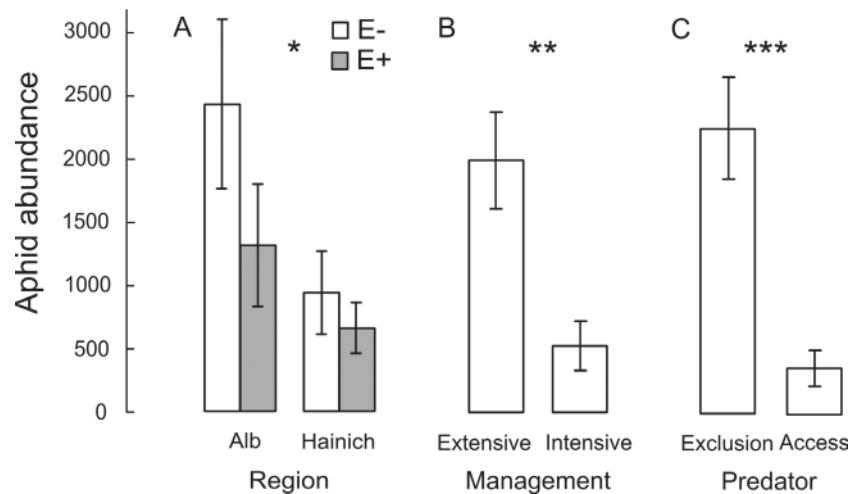 Aphid abundance
3000
2500
2000
1500
1000
500
0
A
*
E-
E+
Alb Hainich
Region
B
**
Extensive Intensive
Management
C
***
Exclusion Access
Predator